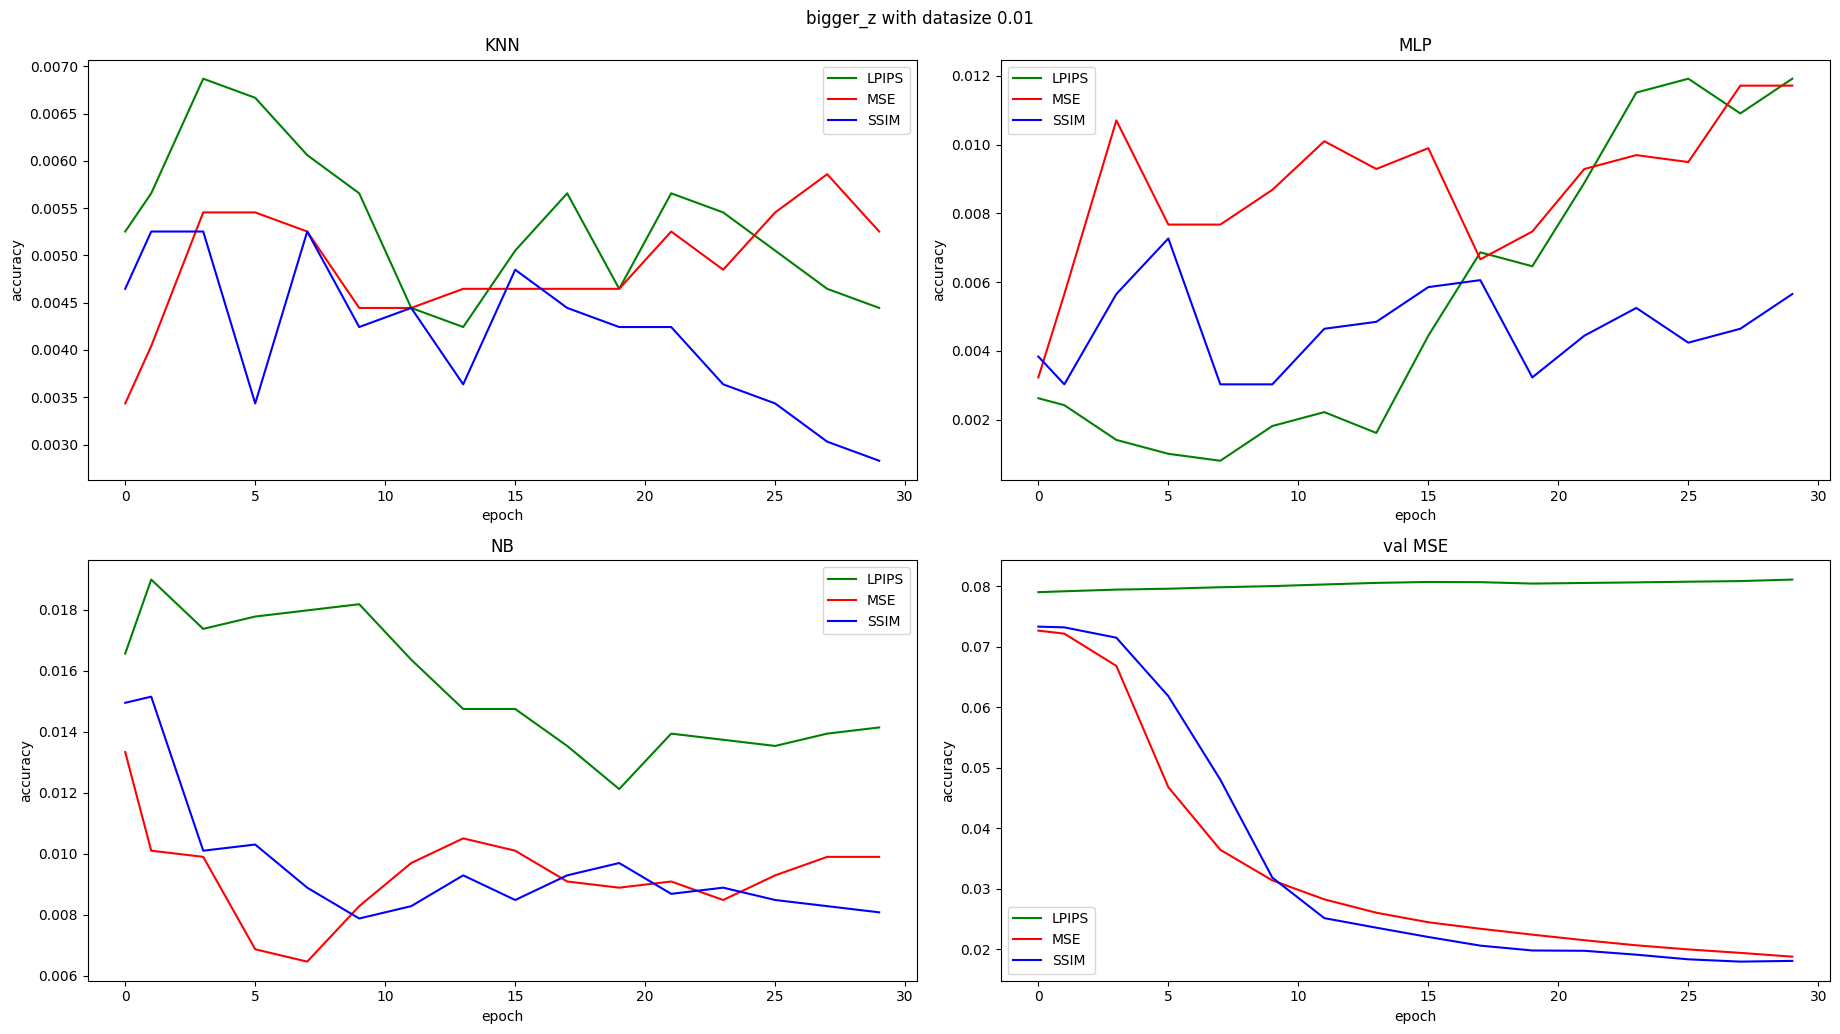 bigger_z with datasize 0.01
KNN
0.0070
0.0065
0.0060
0.0055
0.0050
0.0045
0.0040
0.0035
0.0030
accuracy
0 5 10 15 20 25 30
epoch
LPIPS
MSE
SSIM
MLP
0.012
0.010
0.008
0.006
0.004
0.002
accuracy
0 5 10 15 20 25 30
epoch
LPIPS
MSE
SSIM
NB
0.018
0.016
0.014
0.012
0.010
0.008
0.006
accuracy
0 5 10 15 20 25 30
epoch
LPIPS
MSE
SSIM
val MSE
0.08
0.07
0.06
0.05
0.04
0.03
0.02
accuracy
0 5 10 15 20 25 30
epoch
LPIPS
MSE
SSIM